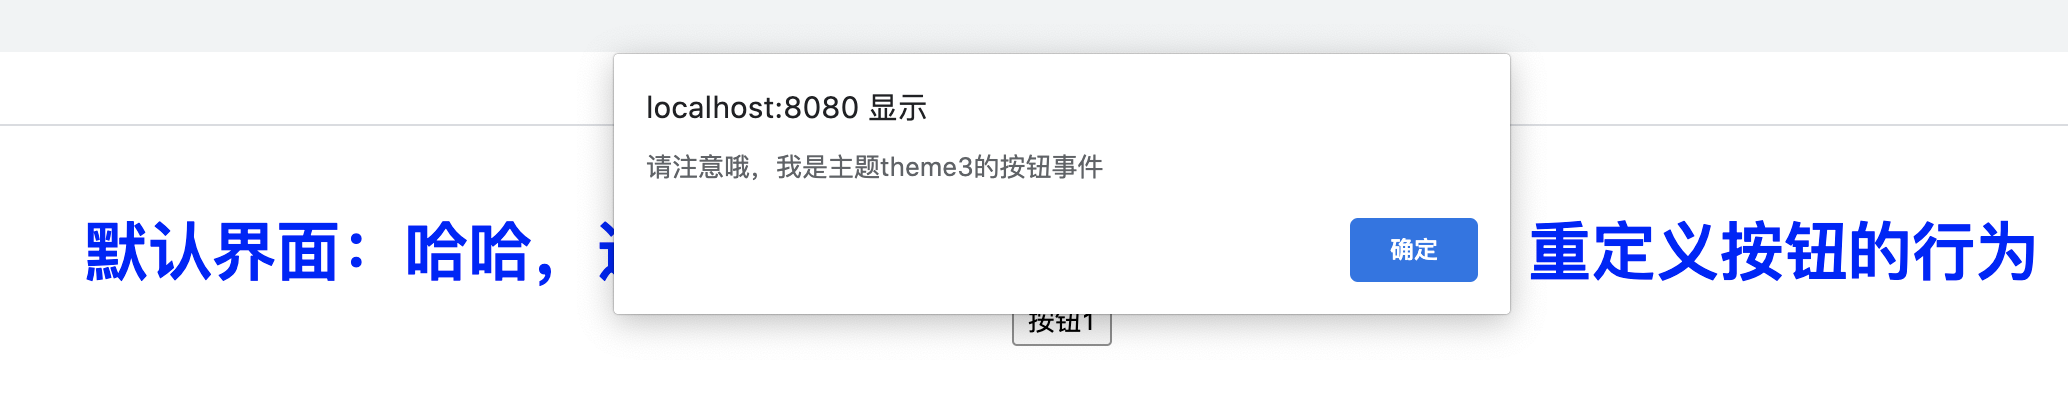 localhost:8080 显示
请注意哦，我是主题theme3的按钮事件
确定
默认界面：哈哈， 重定义按钮的行为
按钮1